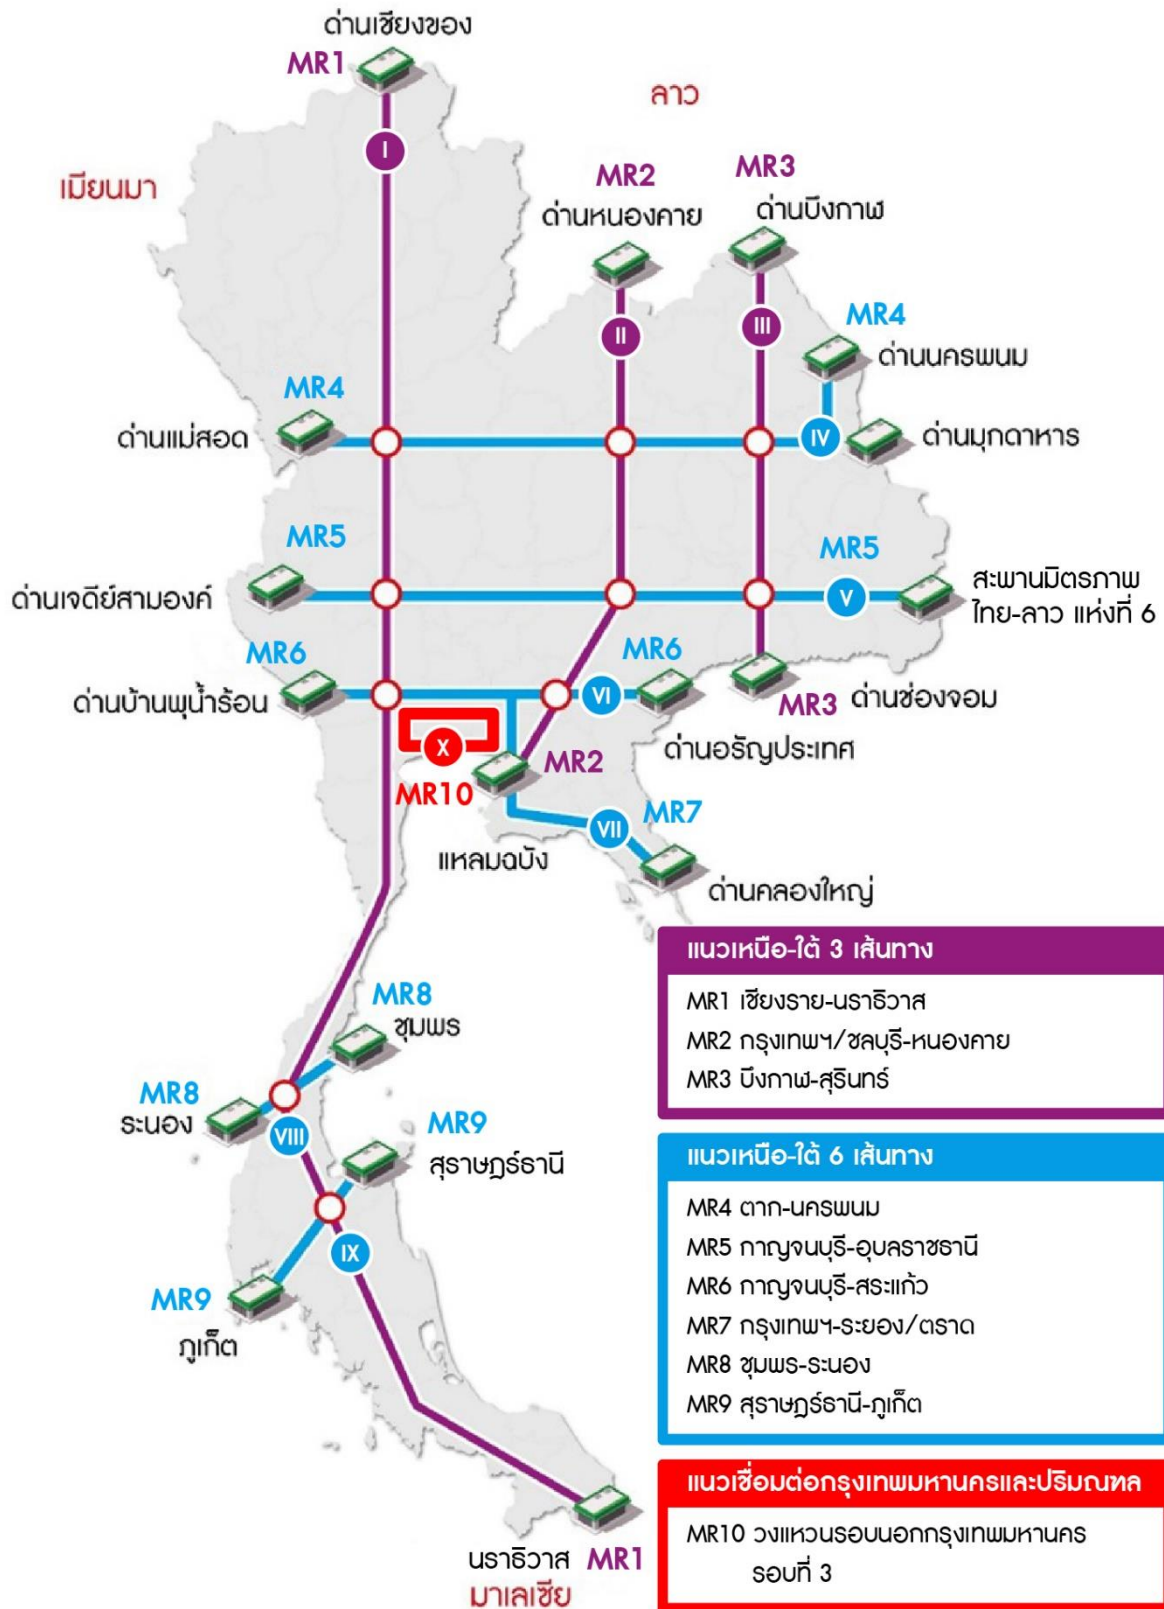 ด่านเชียงของ
MR1
ลาว
I
เมียนมา
MR2
ด่านหนองคาย
MR3
ด่านบึงกาฬ
II
III
MR4
ด่านนครพนม
MR4
ด่านแม่สอด
IV
ด่านมุกดาหาร
MR5
ด่านเจดีย์สามองค์
MR5
V
สะพานมิตรภาพ
ไทย-ลาว แห่งที่ 6
MR6
ด่านบ้านพุน้ำร้อน
MR6
VI
ด่านอรัญประเทศ
MR3
ด่านช่องจอม
X
MR10
MR2
แหลมฉบัง
MR7
VII
ด่านคลองใหญ่
MR8
ชุมพร
MR8
ระนอง
VIII
MR9
สุราษฎร์ธานี
IX
MR9
ภูเก็ต
นราธิวาส MR1
มาเลเซีย
แนวเหนือ-ใต้ 3 เส้นทาง
MR1 เชียงราย-นราธิวาส
MR2 กรุงเทพฯ/ชลบุรี-หนองคาย
MR3 บึงกาฬ-สุรินทร์
แนวเหนือ-ใต้ 6 เส้นทาง
MR4 ตาก-นครพนม
MR5 กาญจนบุรี-อุบลราชธานี
MR6 กาญจนบุรี-สระแก้ว
MR7 กรุงเทพฯ-ระยอง/ตราด
MR8 ชุมพร-ระนอง
MR9 สุราษฎร์ธานี-ภูเก็ต
แนวเชื่อมต่อกรุงเทพมหานครและปริมณฑล
MR10 วงแหวนรอบนอกกรุงเทพมหานคร
รอบที่ 3